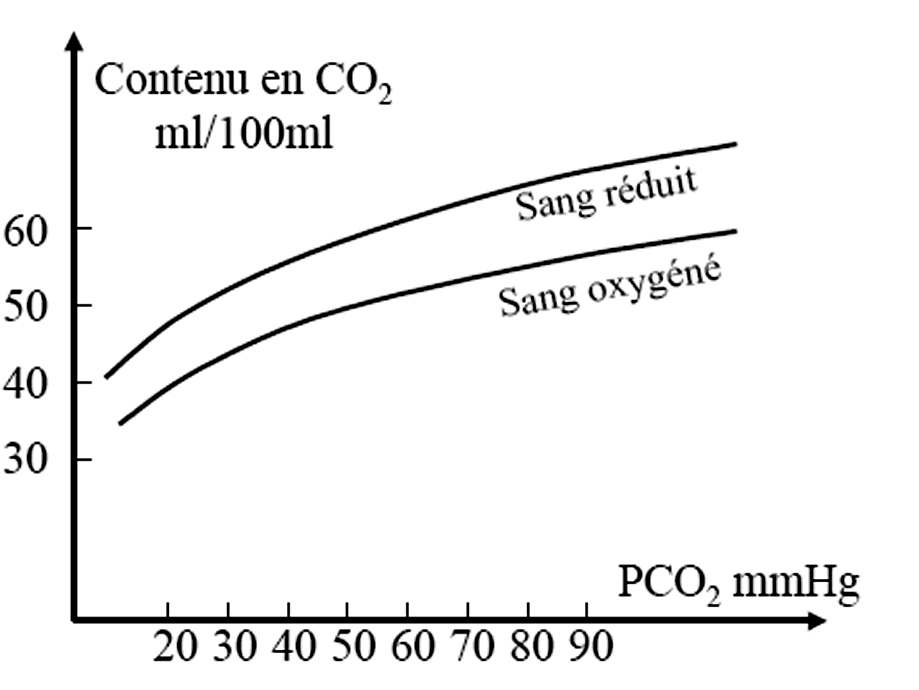 Contenu en CO₂
ml/100ml
Sang réduit
60
Sang oxygéné
50
40
30
PCO₂ mmHg
20 30 40 50 60 70 80 90